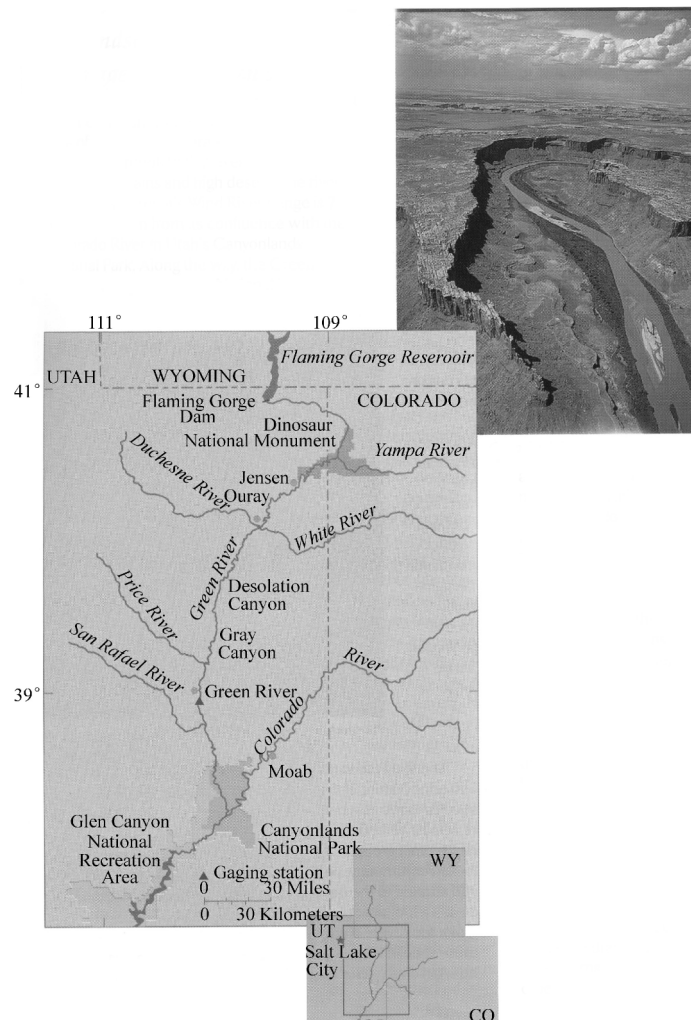 111°
109°
41°
39°
Flaming Gorge Reserooir
UTAH
WYOMING
COLORADO
Flaming Gorge
Dam
Dinosaur
National Monument
Yampa River
Duchesne River
Jensen
Ouray
White River
Green River
Desolation
Canyon
Price River
Gray
Canyon
San Rafael River
Green River
Colorado
River
Moab
Glen Canyon
National
Recreation
Area
Canyonlands
National Park
Gaging station
0 30 Miles
0 30 Kilometers
WY
UT
Salt Lake
City
CO